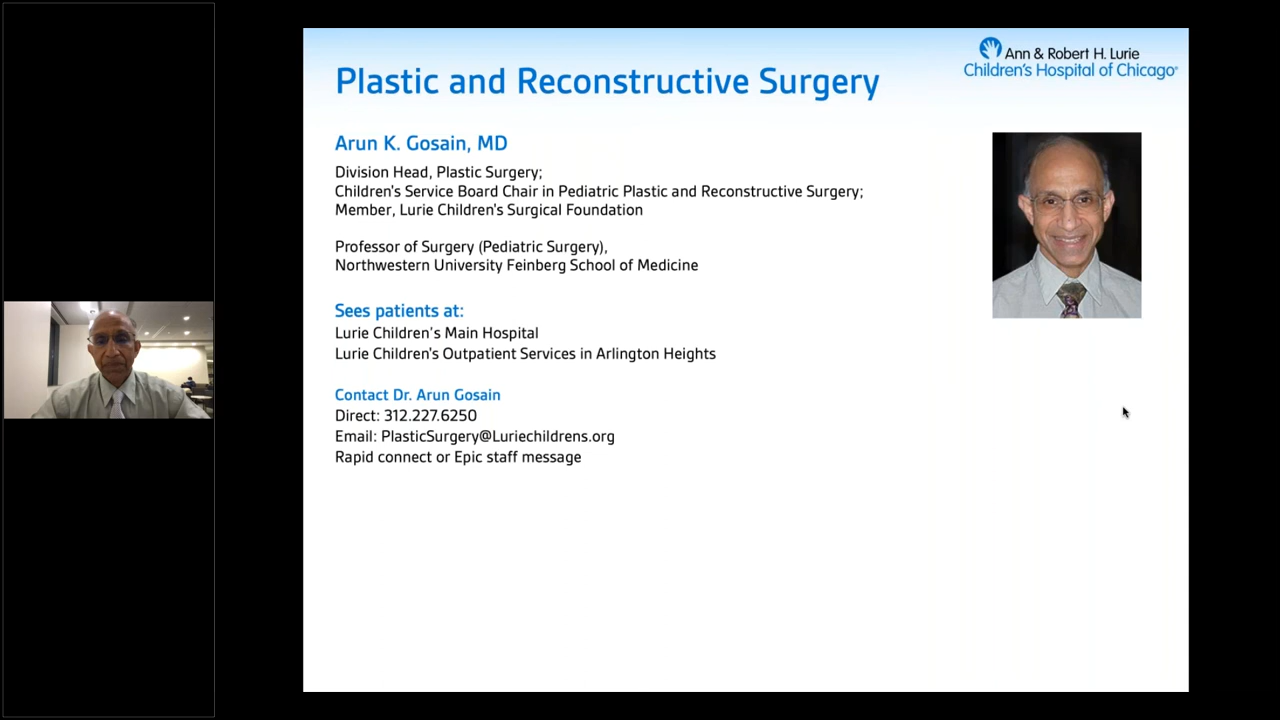 Ann & Robert H. Lurie
Children's Hospital of Chicago®
Plastic and Reconstructive Surgery
Arun K. Gosain, MD
Division Head, Plastic Surgery;
Children's Service Board Chair in Pediatric Plastic and Reconstructive Surgery;
Member, Lurie Children's Surgical Foundation
Professor of Surgery (Pediatric Surgery),
Northwestern University Feinberg School of Medicine
Sees patients at:
Lurie Children's Main Hospital
Lurie Children's Outpatient Services in Arlington Heights
Contact Dr. Arun Gosain
Direct: 312.227.6250
Email: PlasticSurgery@Luriechildrens.org
Rapid connect or Epic staff message